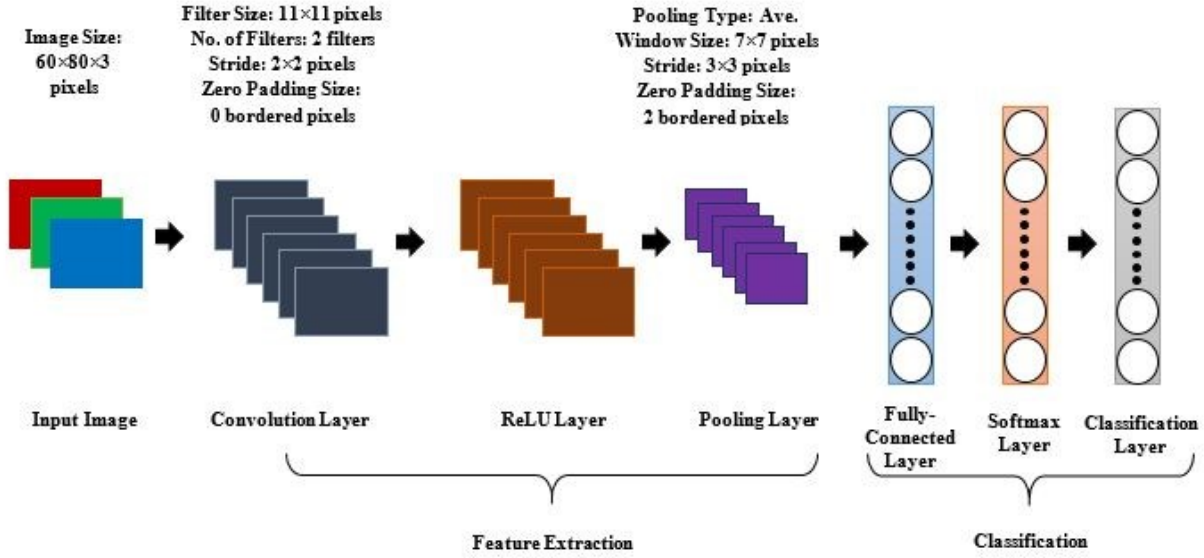 Image Size:
60×80×3
pixels
Filter Size: 11×11 pixels
No. of Filters: 2 filters
Stride: 2×2 pixels
Zero Padding Size:
0 bordered pixels
Pooling Type: Ave.
Window Size: 7×7 pixels
Stride: 3×3 pixels
Zero Padding Size:
2 bordered pixels
Input Image
Convolution Layer
ReLU Layer
Pooling Layer
Fully-
Connected
Layer
Softmax
Layer
Classification
Layer
Feature Extraction
Classification